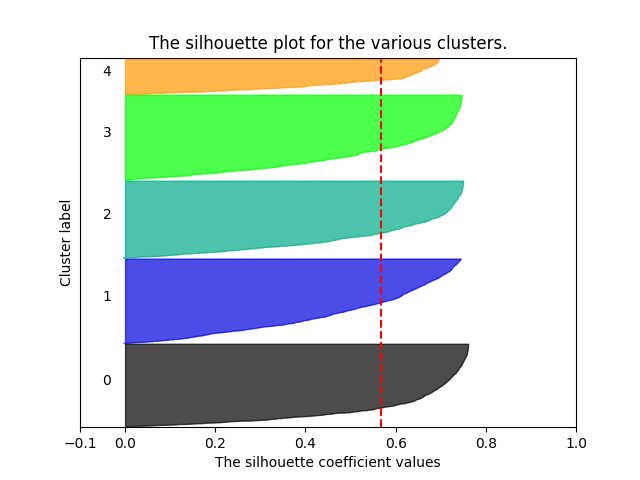 The silhouette plot for the various clusters.
4
3
2
1
0
Cluster label
−0.1 0.0 0.2 0.4 0.6 0.8 1.0
The silhouette coefficient values